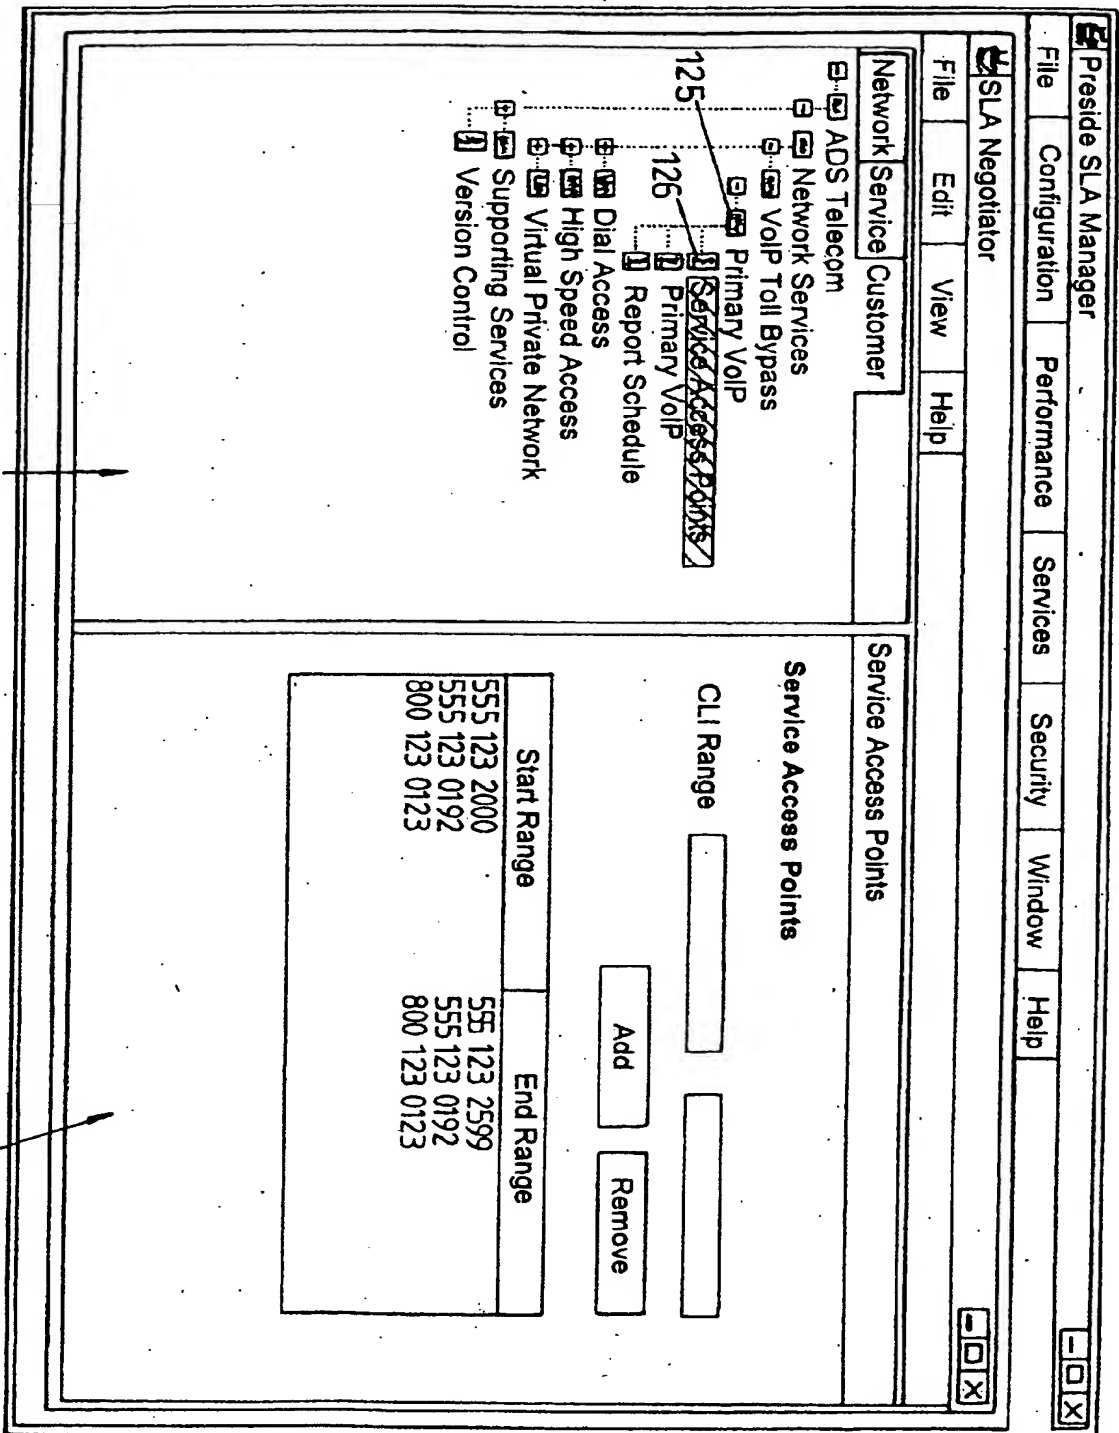 Preside SLA Manager
File Configuration Performance Services Security Window Help
SLA Negotiator
File Edit View Help
Network Service Customer
ADS Telecom
Network Services
VoIP Toll Bypass
Primary VoIP
Service Access Points
Primary VoIP
Report Schedule
Dial Access
High Speed Access
Virtual Private Network
Supporting Services
Version Control
125
126
Service Access Points
Service Access Points
CLI Range
Add Remove
Start Range End Range
555 123 2000 555 123 2599
555 123 0192 555 123 0192
800 123 0123 800 123 0123